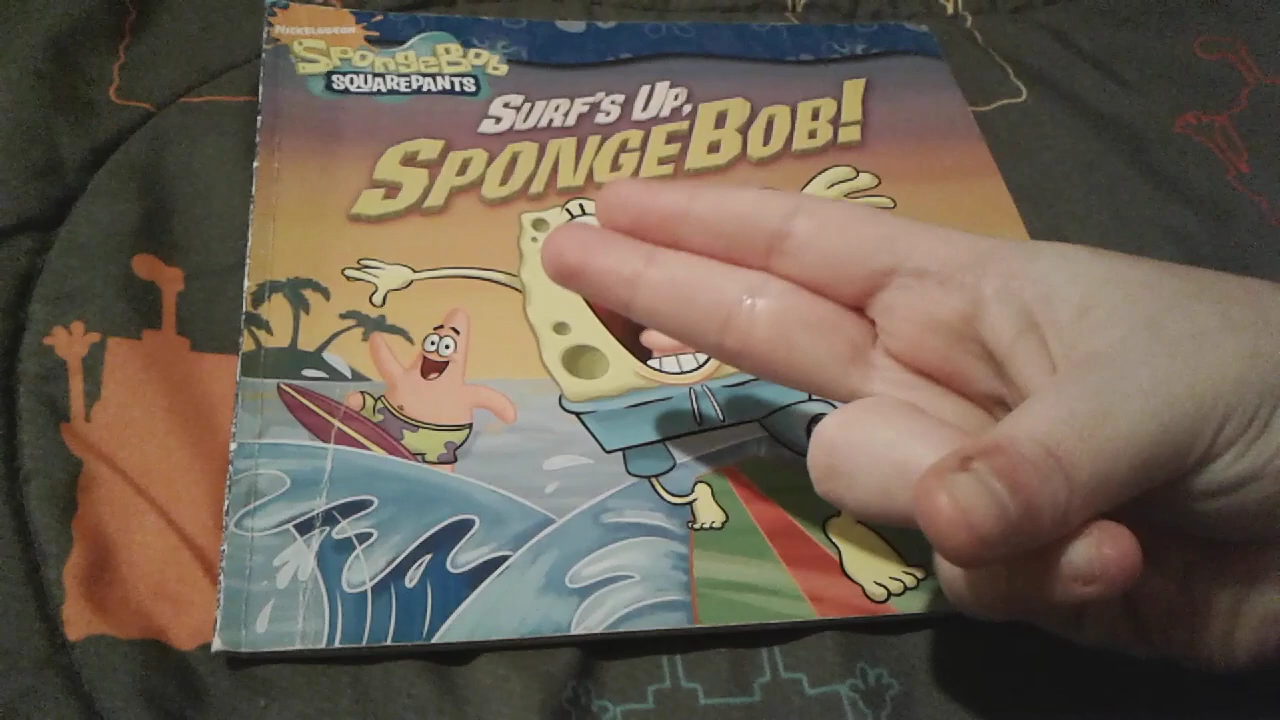 NICKELODEON
SPONGEBOB
SQUAREPANTS
SURF'S UP,
SPONGEBOB!